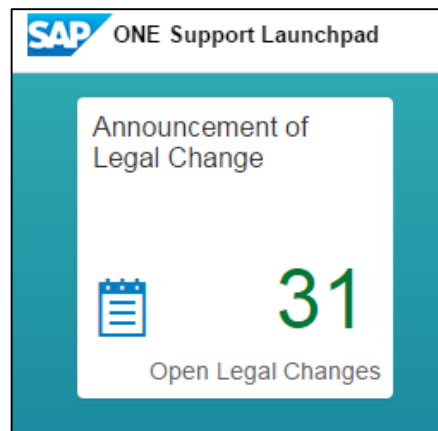 SAP ONE Support Launchpad
Announcement of
Legal Change
31
Open Legal Changes